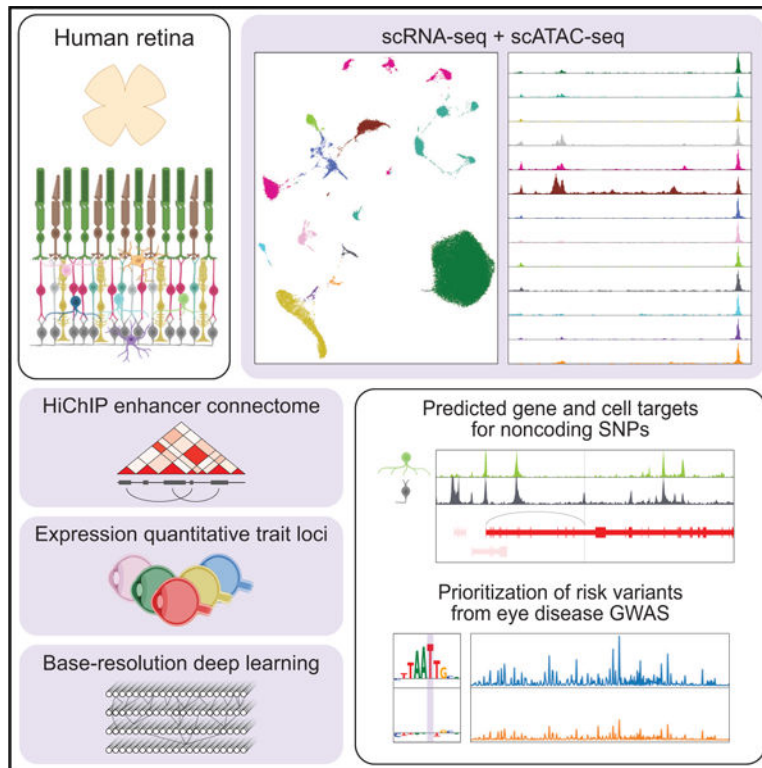 Human retina
scRNA-seq + scATAC-seq
HiChIP enhancer connectome
Expression quantitative trait loci
Base-resolution deep learning
Predicted gene and cell targets
for noncoding SNPs
Prioritization of risk variants
from eye disease GWAS
TTAATTG